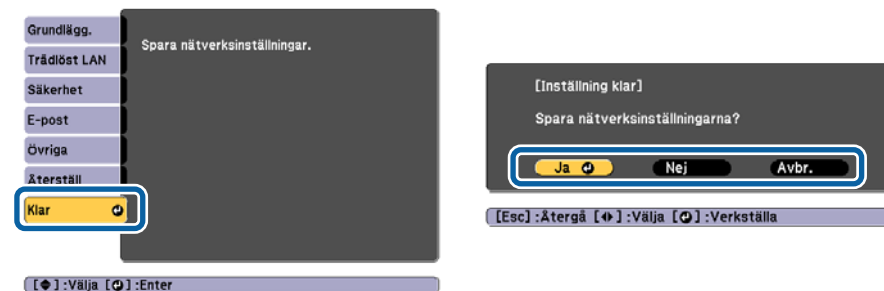 Grundlägg.
Trådlöst LAN
Säkerhet
E-post
Övriga
Återställ
Klar
Spara nätverksinställningar.
[◆]:Välja [↵]:Enter
[Inställning klar]
Spara nätverksinställningarna?
Ja Nej Avbr.
[Esc]:Återgå [◀▶]:Välja [↵]:Verkställa